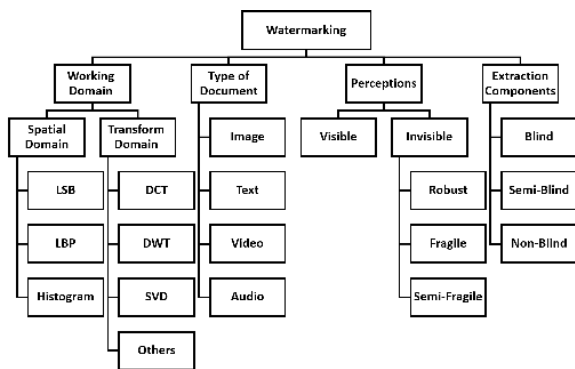 Watermarking
Working
Domain
Type of
Document
Perceptions
Extraction
Components
Spatial
Domain
Transform
Domain
Image
Visible
Invisible
Blind
LSB
DCT
Text
Robust
Semi-Blind
LBP
DWT
Video
Fragile
Non-Blind
Histogram
SVD
Audio
Semi-Fragile
Others